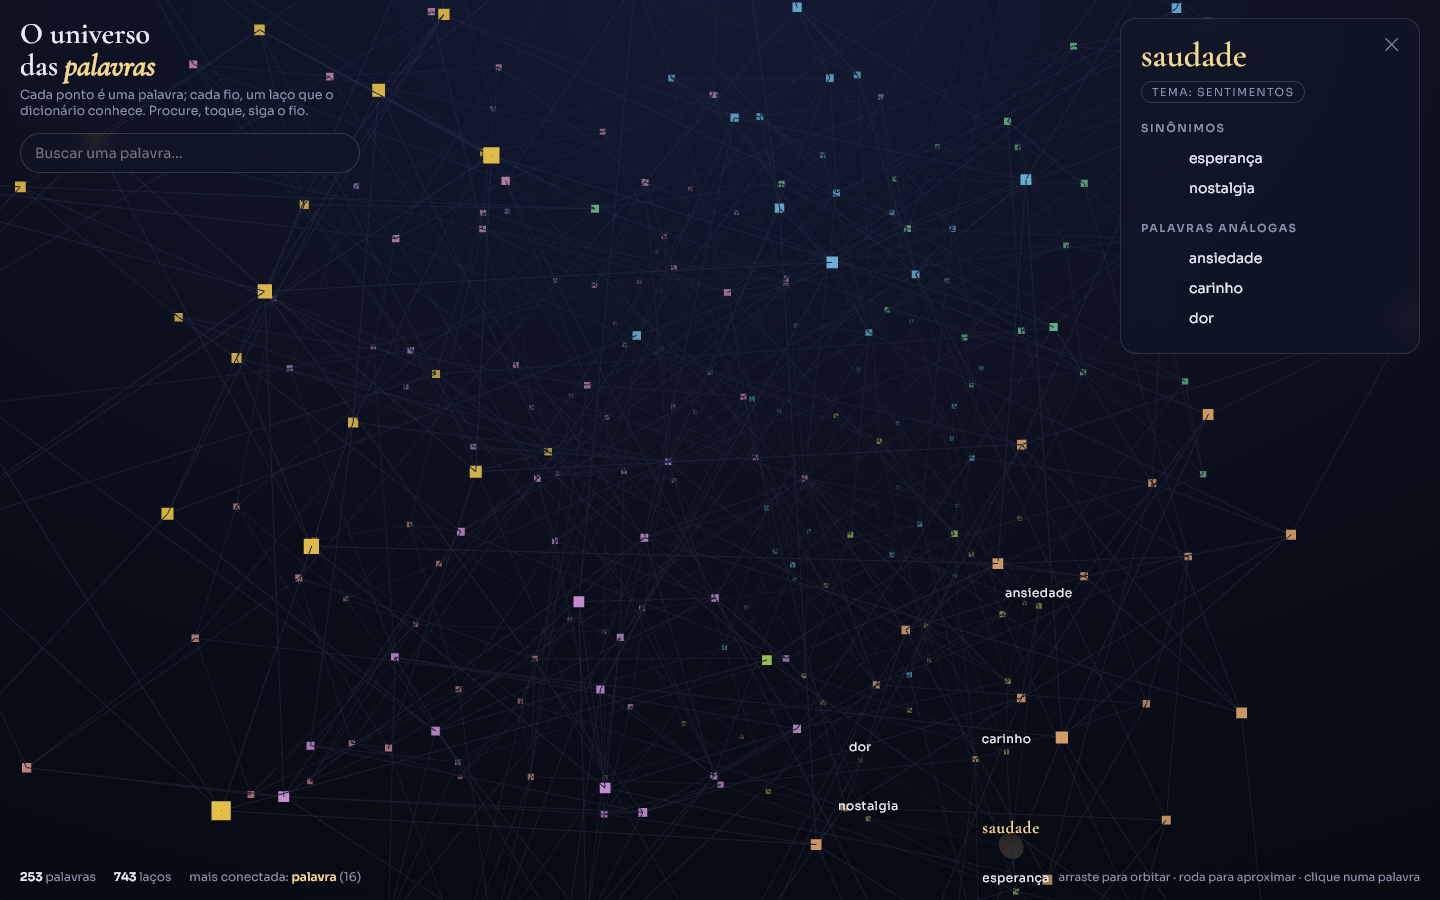 O universo
das palavras
Cada ponto é uma palavra; cada fio, um laço que o
dicionário conhece. Procure, toque, siga o fio.
Buscar uma palavra...
saudade
TEMA: SENTIMENTOS
SINÔNIMOS
esperança
nostalgia
PALAVRAS ANÁLOGAS
ansiedade
carinho
dor
ansiedade
carinho
dor
nostalgia
saudade
esperança
253 palavras 743 laços mais conectada: palavra (16)
arraste para orbitar · roda para aproximar · clique numa palavra